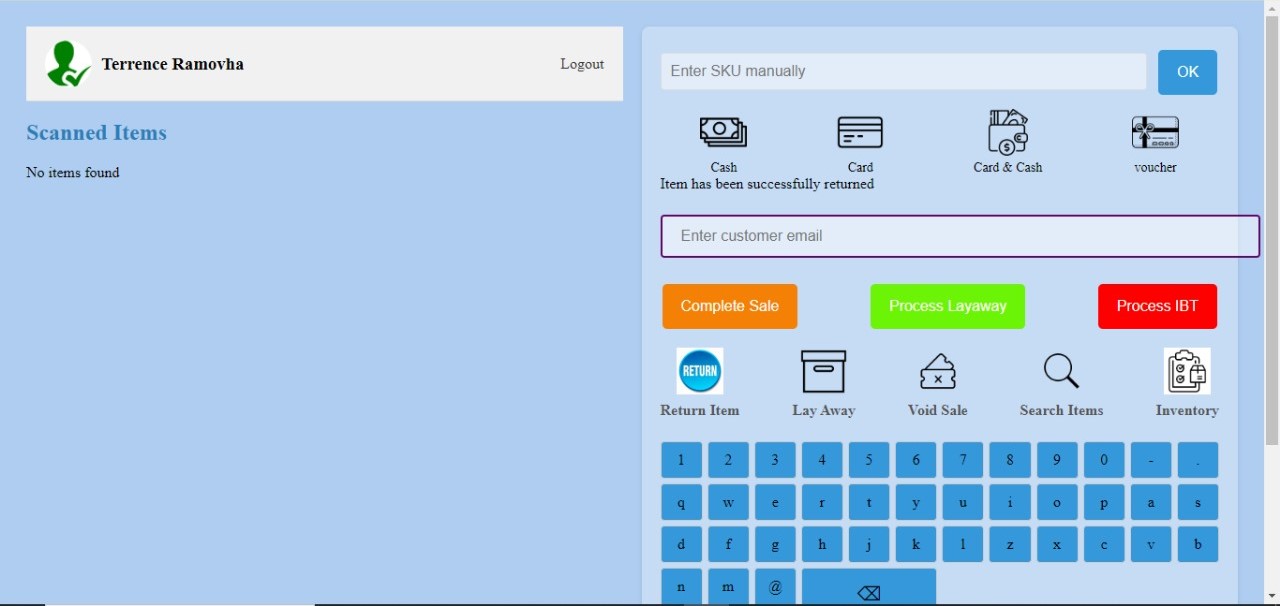 Terrence Ramovha
Logout
Scanned Items
No items found
Enter SKU manually
OK
Cash
Card
Card & Cash
voucher
Item has been successfully returned
Enter customer email
Complete Sale
Process Layaway
Process IBT
RETURN
Return Item
Lay Away
Void Sale
Search Items
Inventory
1 2 3 4 5 6 7 8 9 0 - .
q w e r t y u i o p a s
d f g h j k l z x c v b
n m @